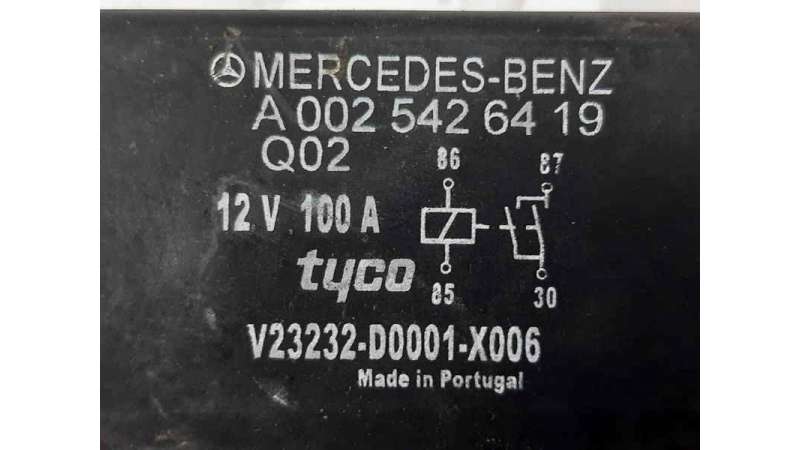 MERCEDES-BENZ
A 002 542 64 19
Q02
86
87
12 V 100 A
tyco
85
30
V23232-D0001-X006
Made in Portugal